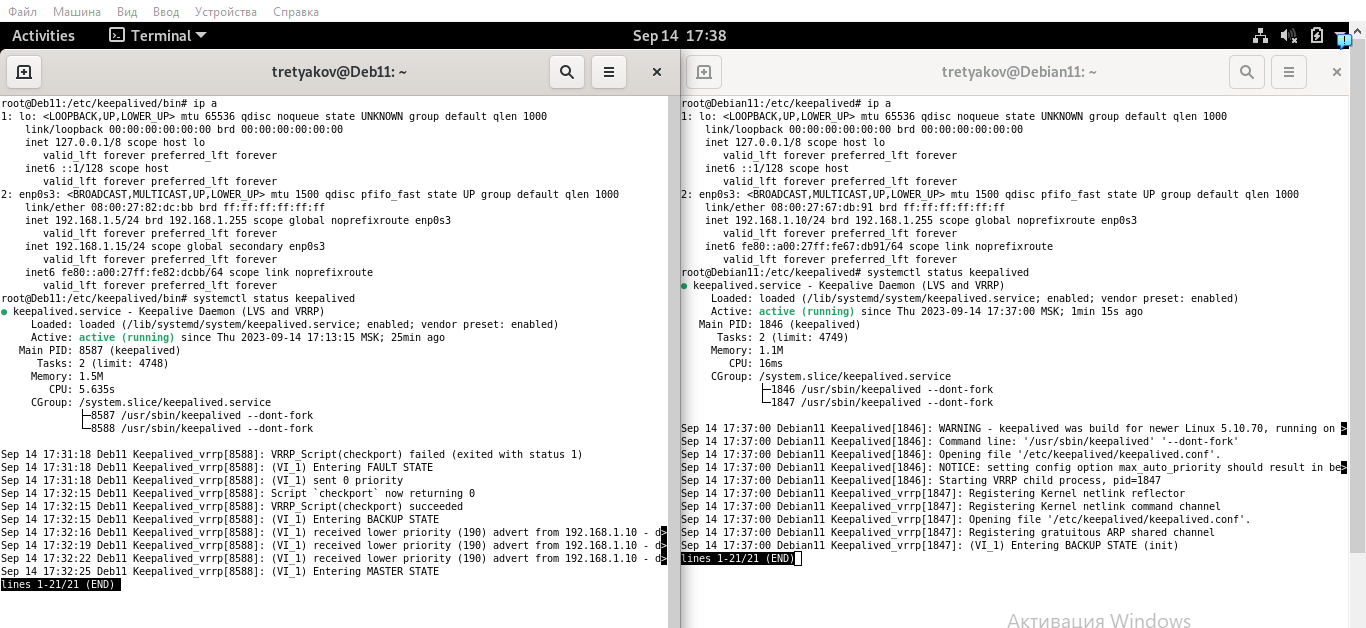 Файл Машина Вид Ввод Устройства Справка
Activities Terminal Sep 14 17:38
tretyakov@Deb11: ~
root@Deb11:/etc/keepalived/bin# ip a
1: lo: <LOOPBACK,UP,LOWER_UP> mtu 65536 qdisc noqueue state UNKNOWN group default qlen 1000
link/loopback 00:00:00:00:00:00 brd 00:00:00:00:00:00
inet 127.0.0.1/8 scope host lo
valid_lft forever preferred_lft forever
inet6 ::1/128 scope host
valid_lft forever preferred_lft forever
2: enp0s3: <BROADCAST,MULTICAST,UP,LOWER_UP> mtu 1500 qdisc pfifo_fast state UP group default qlen 1000
link/ether 08:00:27:82:dc:bb brd ff:ff:ff:ff:ff:ff
inet 192.168.1.5/24 brd 192.168.1.255 scope global noprefixroute enp0s3
valid_lft forever preferred_lft forever
inet 192.168.1.15/24 scope global secondary enp0s3
valid_lft forever preferred_lft forever
inet6 fe80::a00:27ff:fe82:dcbb/64 scope link noprefixroute
valid_lft forever preferred_lft forever
root@Deb11:/etc/keepalived/bin# systemctl status keepalived
● keepalived.service - Keepalive Daemon (LVS and VRRP)
Loaded: loaded (/lib/systemd/system/keepalived.service; enabled; vendor preset: enabled)
Active: active (running) since Thu 2023-09-14 17:13:15 MSK; 25min ago
Main PID: 8587 (keepalived)
Tasks: 2 (limit: 4748)
Memory: 1.5M
CPU: 5.635s
CGroup: /system.slice/keepalived.service
├─8587 /usr/sbin/keepalived --dont-fork
└─8588 /usr/sbin/keepalived --dont-fork
Sep 14 17:31:18 Deb11 Keepalived_vrrp[8588]: VRRP_Script(checkport) failed (exited with status 1)
Sep 14 17:31:18 Deb11 Keepalived_vrrp[8588]: (VI_1) Entering FAULT STATE
Sep 14 17:31:18 Deb11 Keepalived_vrrp[8588]: (VI_1) sent 0 priority
Sep 14 17:32:15 Deb11 Keepalived_vrrp[8588]: Script `checkport` now returning 0
Sep 14 17:32:15 Deb11 Keepalived_vrrp[8588]: VRRP_Script(checkport) succeeded
Sep 14 17:32:15 Deb11 Keepalived_vrrp[8588]: (VI_1) Entering BACKUP STATE
Sep 14 17:32:16 Deb11 Keepalived_vrrp[8588]: (VI_1) received lower priority (190) advert from 192.168.1.10 - d>
Sep 14 17:32:19 Deb11 Keepalived_vrrp[8588]: (VI_1) received lower priority (190) advert from 192.168.1.10 - d>
Sep 14 17:32:22 Deb11 Keepalived_vrrp[8588]: (VI_1) received lower priority (190) advert from 192.168.1.10 - d>
Sep 14 17:32:25 Deb11 Keepalived_vrrp[8588]: (VI_1) Entering MASTER STATE
lines 1-21/21 (END)
tretyakov@Debian11: ~
root@Debian11:/etc/keepalived# ip a
1: lo: <LOOPBACK,UP,LOWER_UP> mtu 65536 qdisc noqueue state UNKNOWN group default qlen 1000
link/loopback 00:00:00:00:00:00 brd 00:00:00:00:00:00
inet 127.0.0.1/8 scope host lo
valid_lft forever preferred_lft forever
inet6 ::1/128 scope host
valid_lft forever preferred_lft forever
2: enp0s3: <BROADCAST,MULTICAST,UP,LOWER_UP> mtu 1500 qdisc pfifo_fast state UP group default qlen 1000
link/ether 08:00:27:67:db:91 brd ff:ff:ff:ff:ff:ff
inet 192.168.1.10/24 brd 192.168.1.255 scope global noprefixroute enp0s3
valid_lft forever preferred_lft forever
inet6 fe80::a00:27ff:fe67:db91/64 scope link noprefixroute
valid_lft forever preferred_lft forever
root@Debian11:/etc/keepalived# systemctl status keepalived
● keepalived.service - Keepalive Daemon (LVS and VRRP)
Loaded: loaded (/lib/systemd/system/keepalived.service; enabled; vendor preset: enabled)
Active: active (running) since Thu 2023-09-14 17:37:00 MSK; 1min 15s ago
Main PID: 1846 (keepalived)
Tasks: 2 (limit: 4749)
Memory: 1.1M
CPU: 16ms
CGroup: /system.slice/keepalived.service
├─1846 /usr/sbin/keepalived --dont-fork
└─1847 /usr/sbin/keepalived --dont-fork
Sep 14 17:37:00 Debian11 Keepalived[1846]: WARNING - keepalived was build for newer Linux 5.10.70, running on >
Sep 14 17:37:00 Debian11 Keepalived[1846]: Command line: '/usr/sbin/keepalived' '--dont-fork'
Sep 14 17:37:00 Debian11 Keepalived[1846]: Opening file '/etc/keepalived/keepalived.conf'.
Sep 14 17:37:00 Debian11 Keepalived[1846]: NOTICE: setting config option max_auto_priority should result in be>
Sep 14 17:37:00 Debian11 Keepalived[1846]: Starting VRRP child process, pid=1847
Sep 14 17:37:00 Debian11 Keepalived_vrrp[1847]: Registering Kernel netlink reflector
Sep 14 17:37:00 Debian11 Keepalived_vrrp[1847]: Registering Kernel netlink command channel
Sep 14 17:37:00 Debian11 Keepalived_vrrp[1847]: Opening file '/etc/keepalived/keepalived.conf'.
Sep 14 17:37:00 Debian11 Keepalived_vrrp[1847]: Registering gratuitous ARP shared channel
Sep 14 17:37:00 Debian11 Keepalived_vrrp[1847]: (VI_1) Entering BACKUP STATE (init)
lines 1-21/21 (END)
Активация Windows